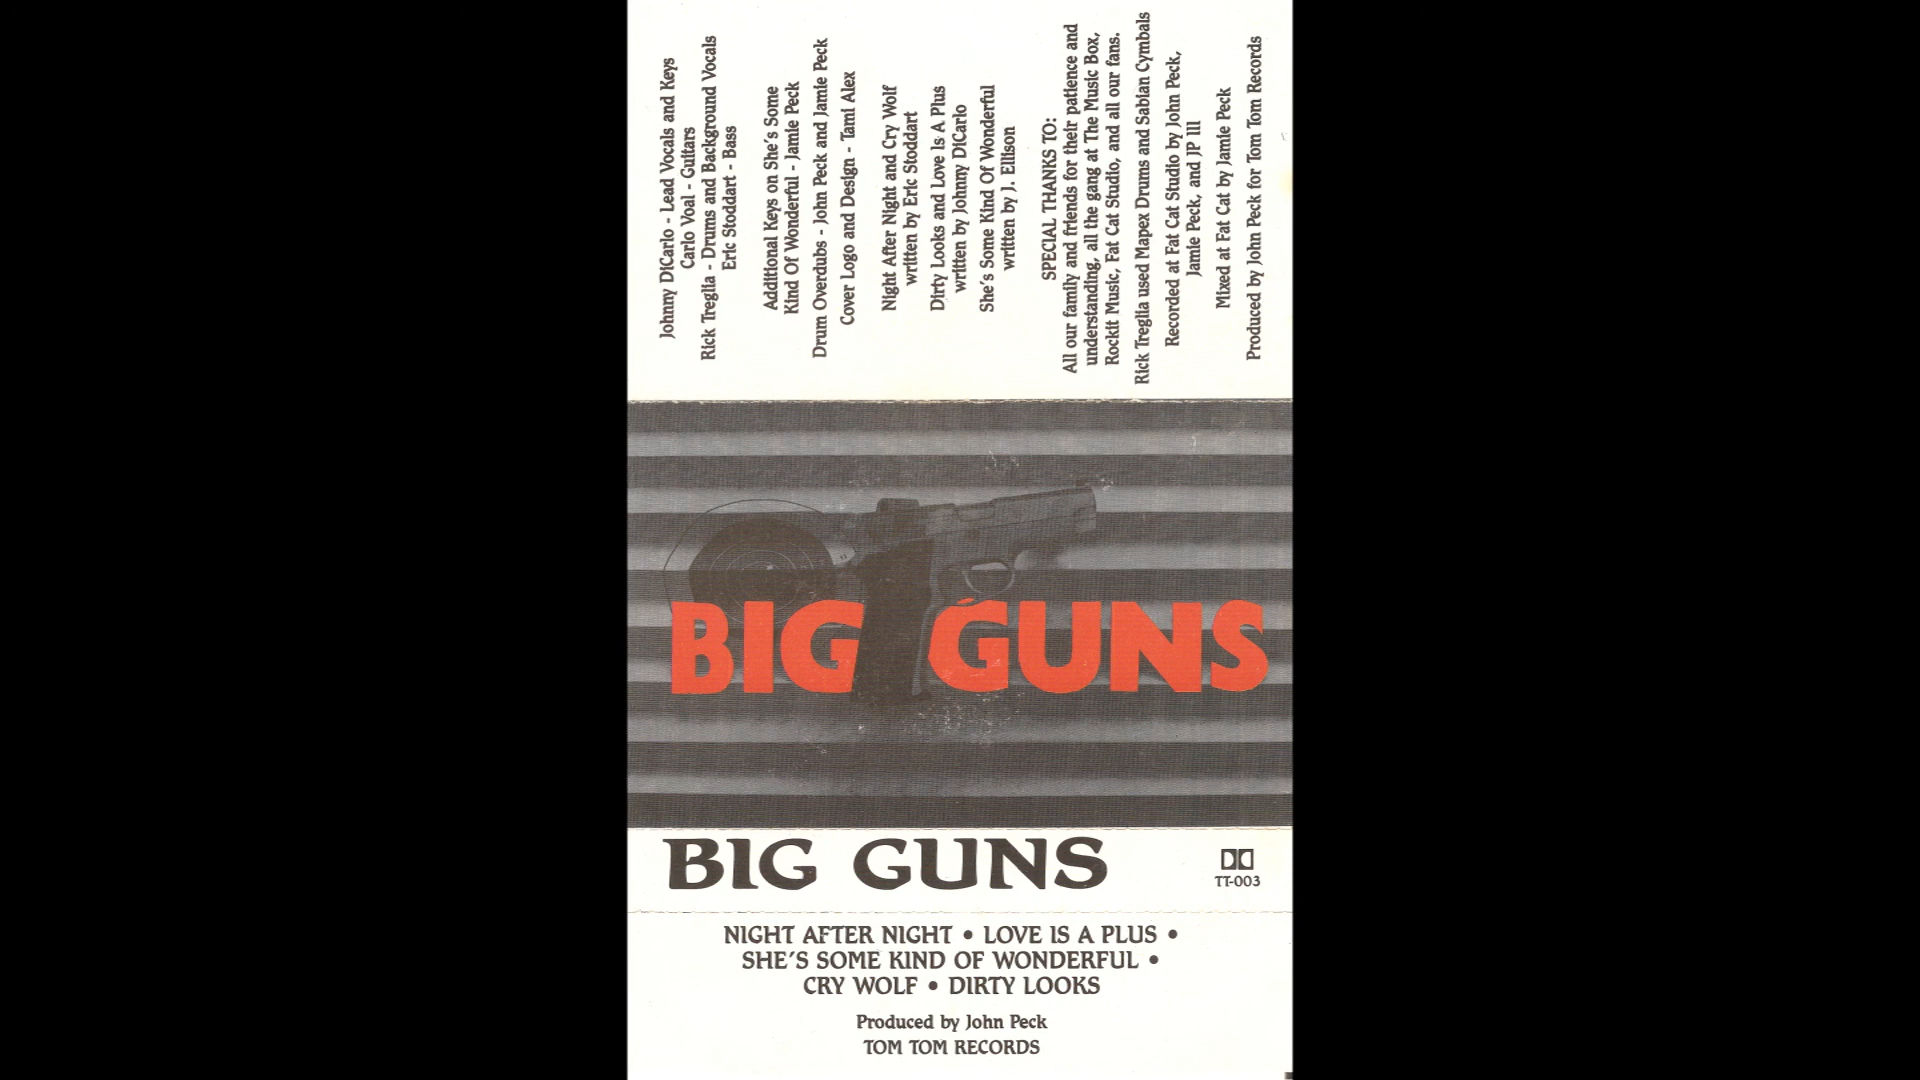 Johnny DiCarlo - Lead Vocals and Keys
Carlo Voal - Guitars
Rick Treglia - Drums and Background Vocals
Eric Stoddart - Bass
Additional Keys on She's Some
Kind Of Wonderful - Jamie Peck
Drum Overdubs - John Peck and Jamie Peck
Cover Logo and Design - Tami Alex
Night After Night and Cry Wolf
written by Eric Stoddart
Dirty Looks and Love Is A Plus
written by Johnny DiCarlo
She's Some Kind Of Wonderful
written by J. Ellison
SPECIAL THANKS TO:
All our family and friends for their patience and
understanding, all the gang at The Music Box,
Rockit Music, Fat Cat Studio, and all our fans.
Rick Treglia used Mapex Drums and Sabian Cymbals
Recorded at Fat Cat Studio by John Peck,
Jamie Peck, and JP III
Mixed at Fat Cat by Jamie Peck
Produced by John Peck for Tom Tom Records
BIG GUNS
BIG GUNS
TT-003
NIGHT AFTER NIGHT • LOVE IS A PLUS •
SHE'S SOME KIND OF WONDERFUL •
CRY WOLF • DIRTY LOOKS
Produced by John Peck
TOM TOM RECORDS